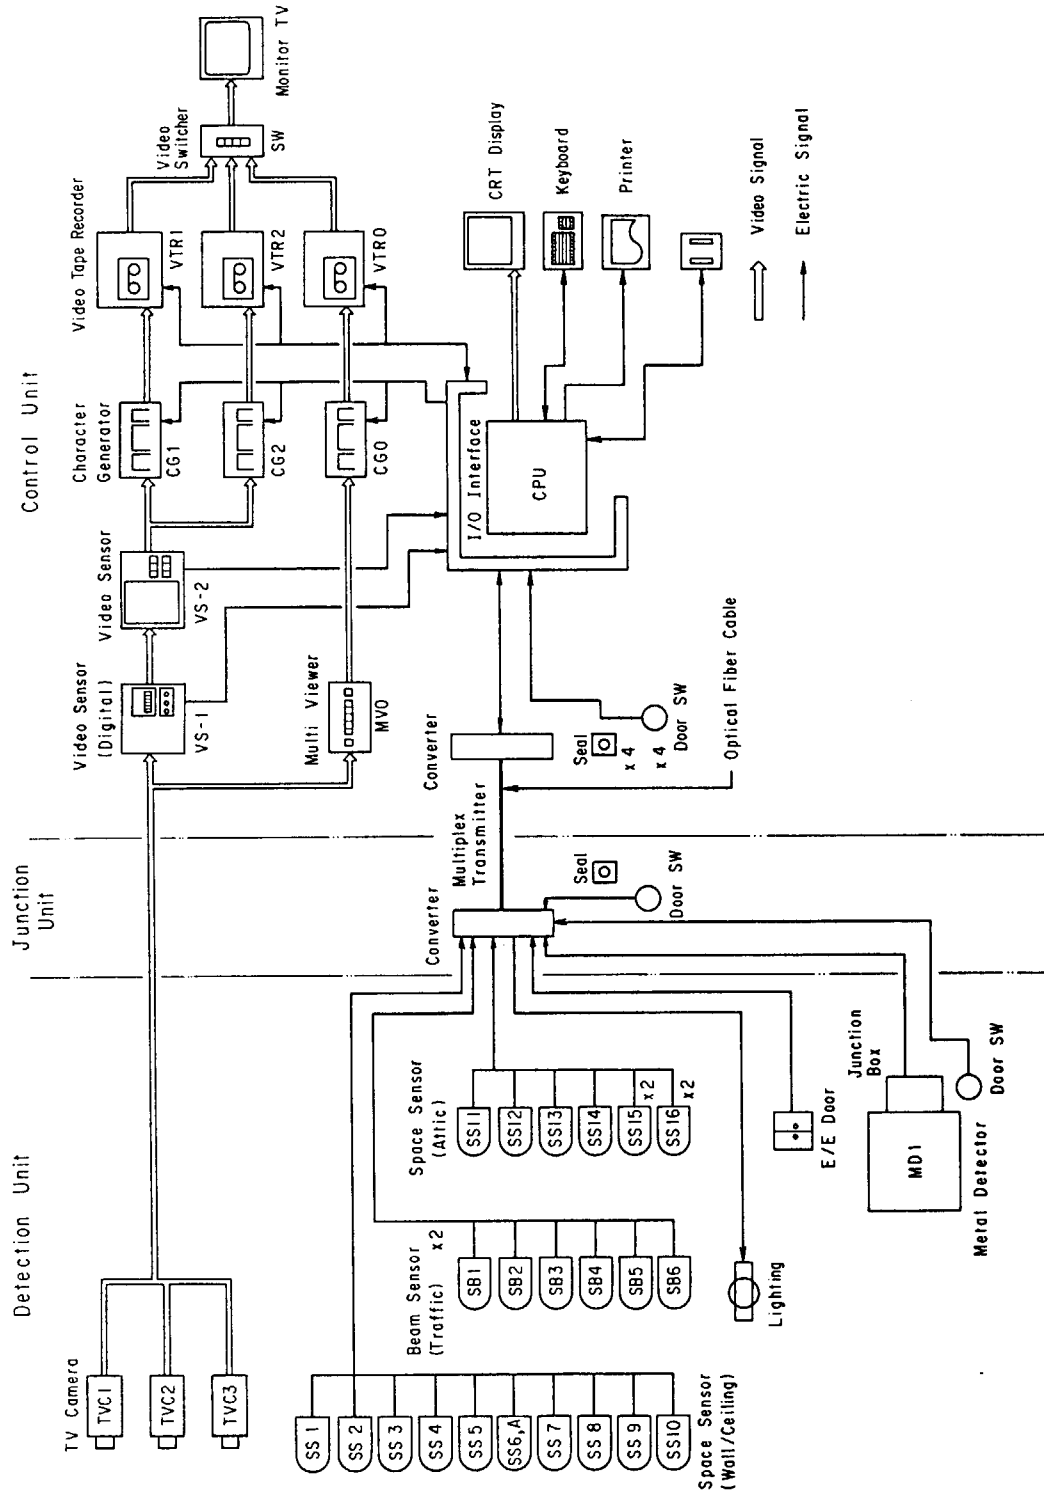 Detection Unit
Junction
Unit
Control Unit
TV Camera
TVC1
TVC2
TVC3
Video Sensor
(Digital)
VS-1
Video Sensor
VS-2
Character
Generator
CG1
CG2
CG0
Video Tape Recorder
VTR1
VTR2
VTR0
Video
Switcher
SW
Monitor TV
Multi Viewer
MV0
SS 1
SS 2
SS 3
SS 4
SS 5
SS6,A
SS 7
SS 8
SS 9
SS10
Space Sensor
(Wall/Ceiling)
Beam Sensor
(Traffic) x2
SB1
SB2
SB3
SB4
SB5
SB6
Space Sensor
(Attic)
SS11
SS12
SS13
SS14
SS15 x2
SS16 x2
Lighting
E/E Door
Junction
Box
MD1
Metal Detector
Door SW
Converter
Multiplex
Transmitter
Seal
Door SW
Converter
Seal
x 4
x 4
Door SW
Optical Fiber Cable
I/O Interface
CPU
CRT Display
Keyboard
Printer
Video Signal
Electric Signal